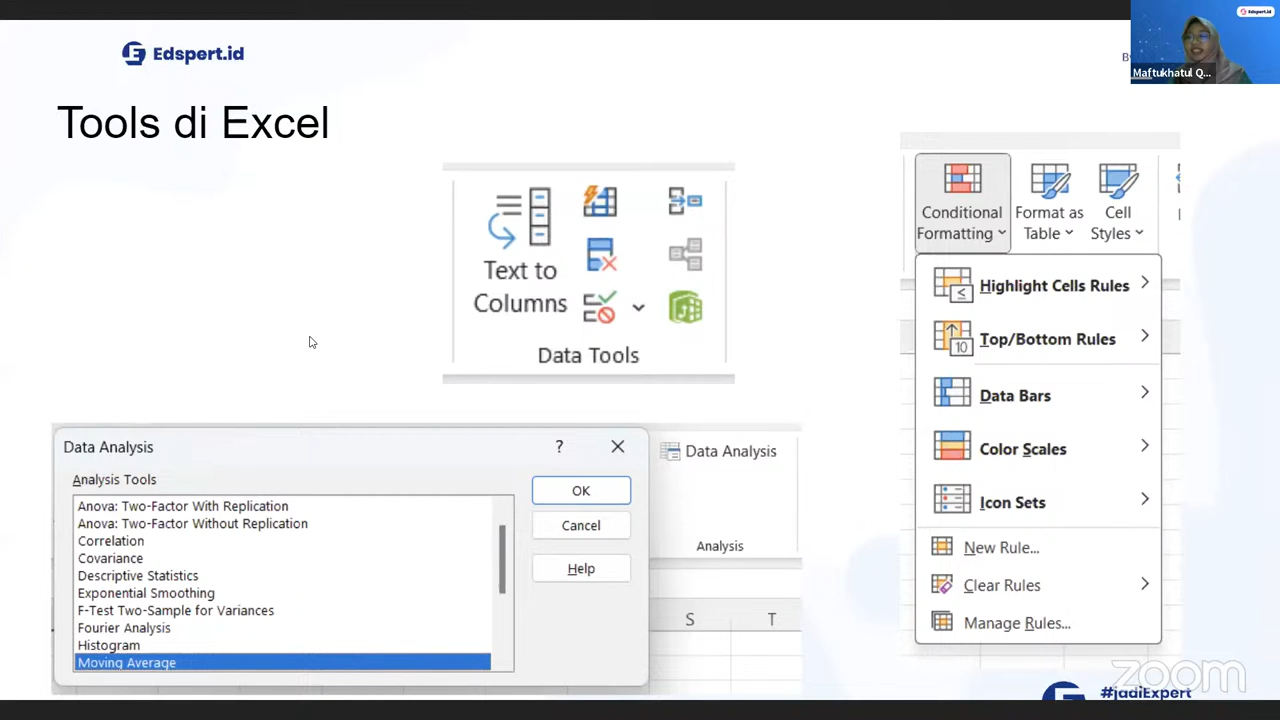 Edspert.id
Edspert.id
Maftukhatul Q...
Tools di Excel
Text to
Columns
Data Tools
Conditional
Formatting
Format as
Table
Cell
Styles
Highlight Cells Rules
Top/Bottom Rules
10
Data Bars
Color Scales
Icon Sets
New Rule...
Clear Rules
Manage Rules...
Data Analysis
?
Analysis Tools
Anova: Two-Factor With Replication
Anova: Two-Factor Without Replication
Correlation
Covariance
Descriptive Statistics
Exponential Smoothing
F-Test Two-Sample for Variances
Fourier Analysis
Histogram
Moving Average
OK
Cancel
Help
Data Analysis
Analysis
S T
zoom
#jadiExpert